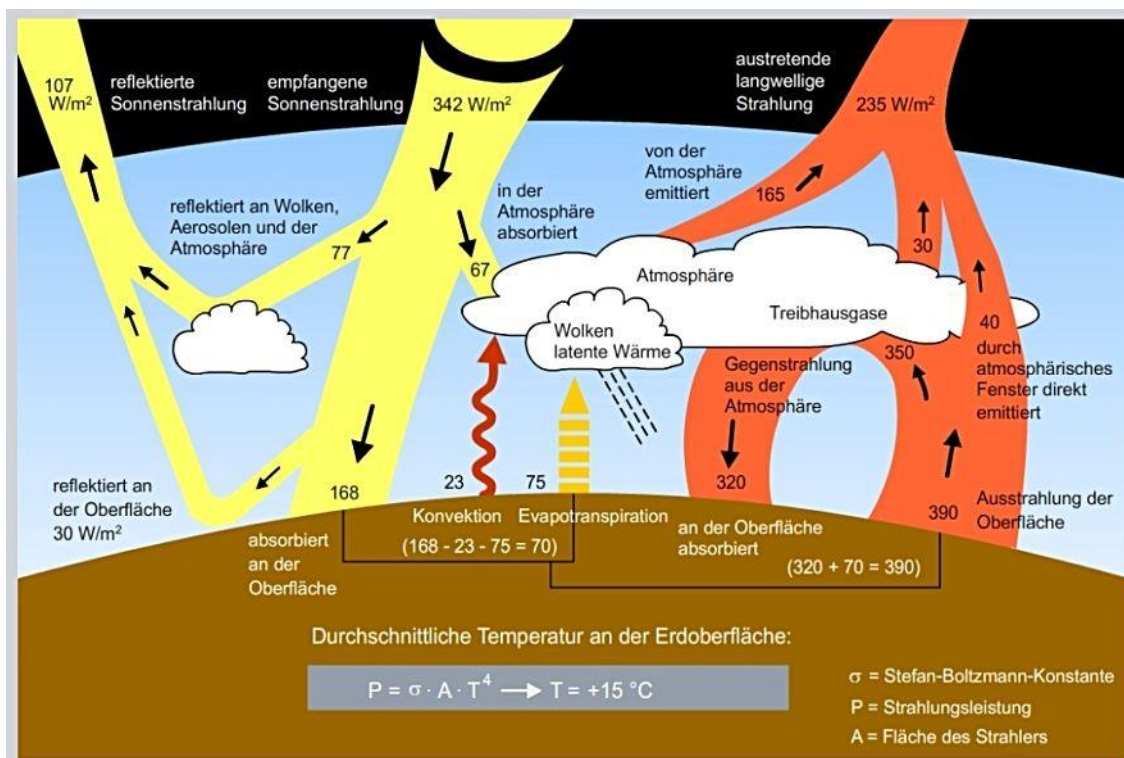 107
W/m²
reflektierte
Sonnenstrahlung
empfangene
Sonnenstrahlung
342 W/m²
austretende
langwellige
Strahlung
235 W/m²
reflektiert an Wolken,
Aerosolen und der
Atmosphäre
77
in der
Atmosphäre
absorbiert
67
von der
Atmosphäre
emittiert
165
30
Atmosphäre
Treibhausgase
Wolken
latente Wärme
Gegenstrahlung
aus der
Atmosphäre
350
40
durch
atmosphärisches
Fenster direkt
emittiert
reflektiert an
der Oberfläche
30 W/m²
168
absorbiert
an der
Oberfläche
23
Konvektion
75
Evapotranspiration
(168 - 23 - 75 = 70)
320
an der Oberfläche
absorbiert
390
Ausstrahlung der
Oberfläche
(320 + 70 = 390)
Durchschnittliche Temperatur an der Erdoberfläche:
P = σ · A · T⁴ → T = +15 °C
σ = Stefan-Boltzmann-Konstante
P = Strahlungsleistung
A = Fläche des Strahlers